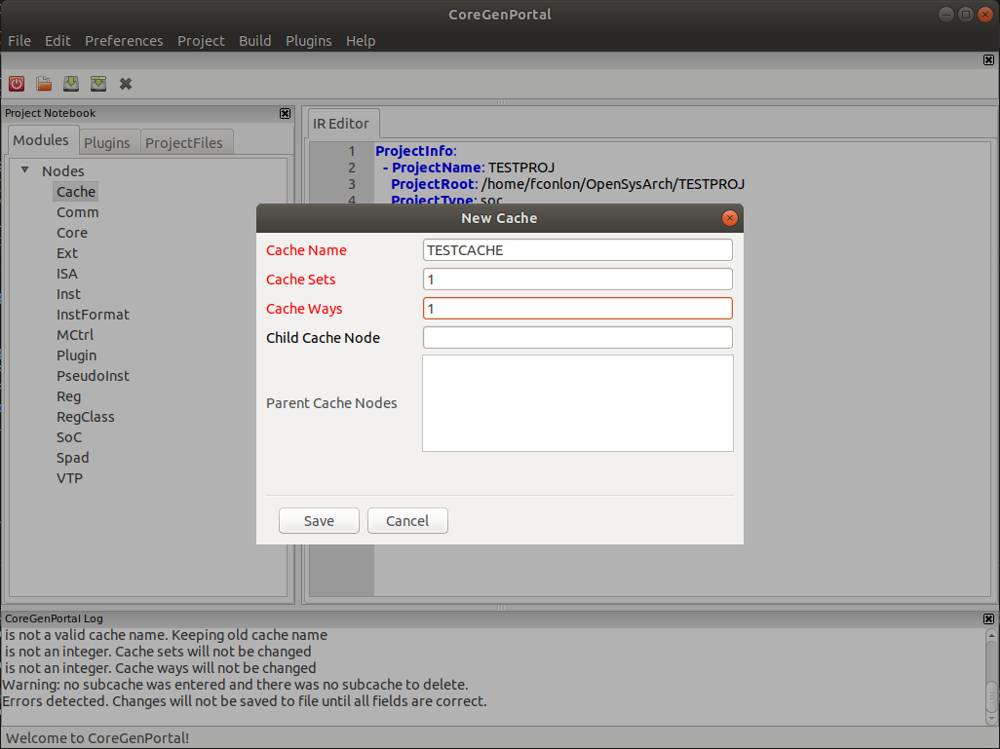 CoreGenPortal
File Edit Preferences Project Build Plugins Help
Project Notebook
Modules Plugins ProjectFiles
Nodes
Cache
Comm
Core
Ext
ISA
Inst
InstFormat
MCtrl
Plugin
PseudoInst
Reg
RegClass
SoC
Spad
VTP
IR Editor
1 ProjectInfo:
2 - ProjectName: TESTPROJ
3 ProjectRoot: /home/fconlon/OpenSysArch/TESTPROJ
4 ProjectType: soc
New Cache
Cache Name TESTCACHE
Cache Sets 1
Cache Ways 1
Child Cache Node
Parent Cache Nodes
Save Cancel
CoreGenPortal Log
is not a valid cache name. Keeping old cache name
is not an integer. Cache sets will not be changed
is not an integer. Cache ways will not be changed
Warning: no subcache was entered and there was no subcache to delete.
Errors detected. Changes will not be saved to file until all fields are correct.
Welcome to CoreGenPortal!